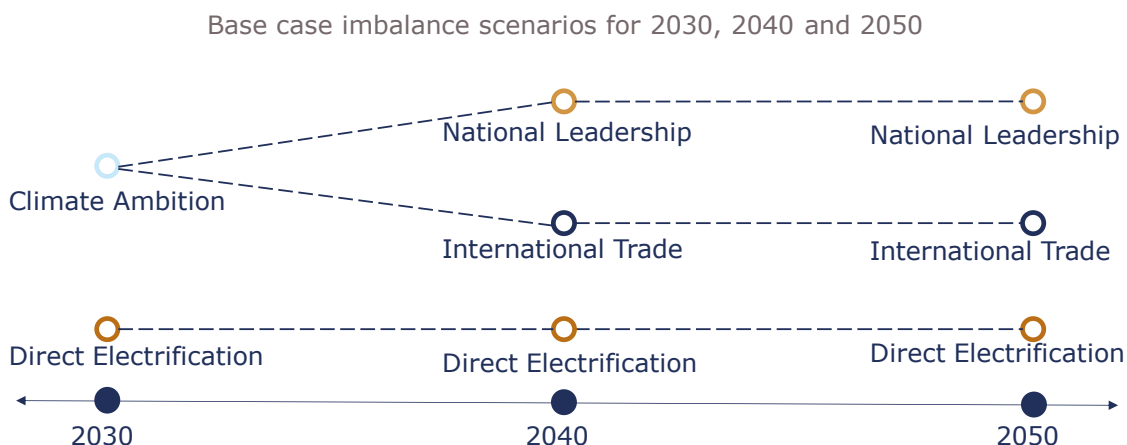 Base case imbalance scenarios for 2030, 2040 and 2050
National Leadership
National Leadership
Climate Ambition
International Trade
International Trade
Direct Electrification
Direct Electrification
Direct Electrification
2030
2040
2050